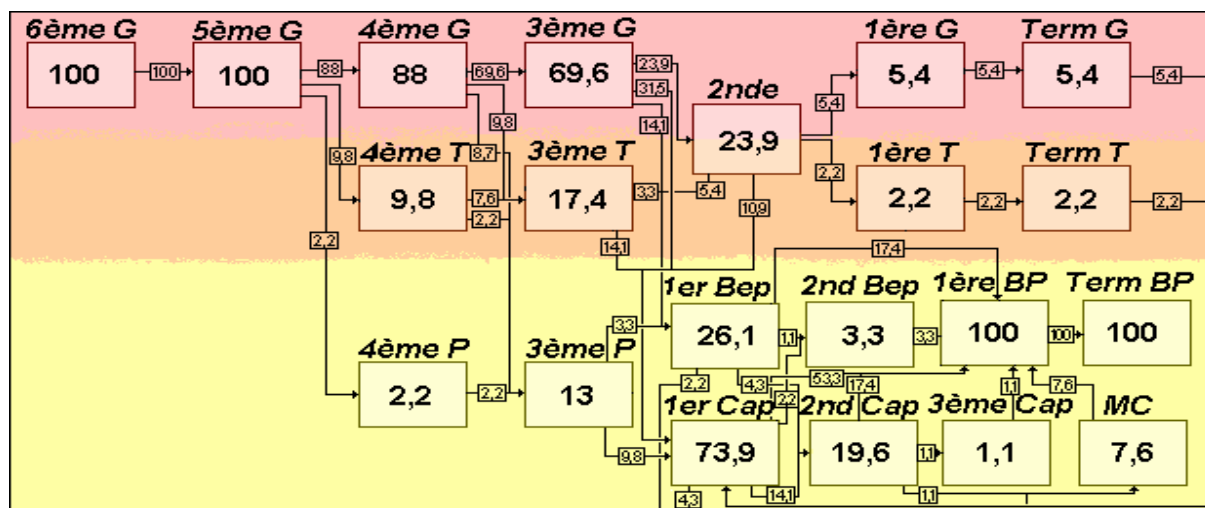 6ème G 5ème G 4ème G 3ème G 1ère G Term G
100 100 100 88 88 69,6 69,6 23,9 5,4 5,4 5,4 5,4
31,5
2nde
14,1 5,4
9,8 9,8 8,7 23,9
4ème T 3ème T 1ère T Term T
2,2
9,8 7,6 17,4 3,3 5,4 2,2 2,2 2,2 2,2
2,2 10,9
2,2 14,1 17,4
1er Bep 2nd Bep 1ère BP Term BP
3,3 26,1 1,1 3,3 3,3 100 100 100
4ème P 3ème P
2,2 2,2 13 2,2 4,3 53,3 17,4 1,1 7,6
2,2
1er Cap 2nd Cap 3ème Cap MC
9,8 73,9 19,6 1,1 1,1 7,6
4,3 14,1 1,1